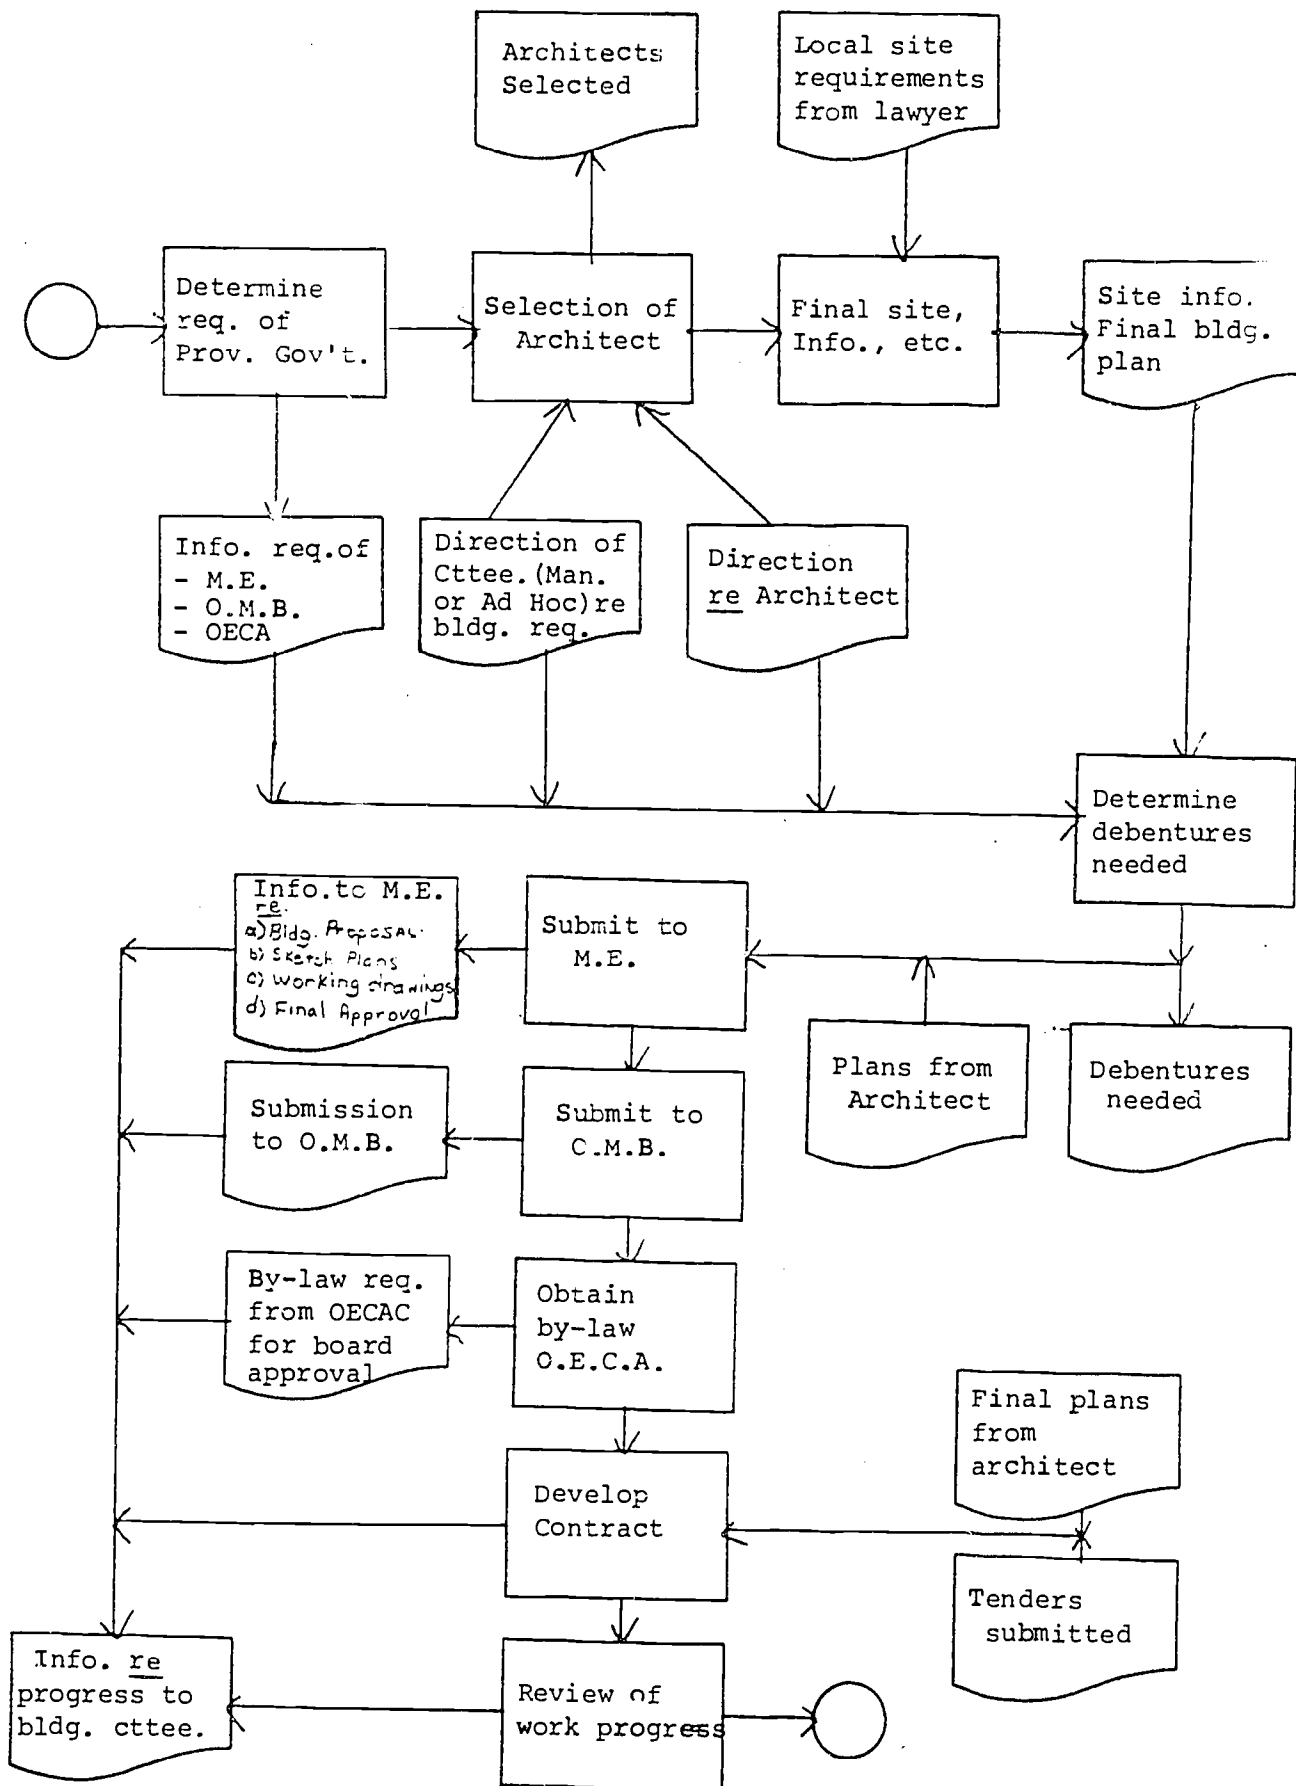 Architects
Selected
Local site
requirements
from lawyer
Determine
req. of
Prov. Gov't.
Selection of
Architect
Final site,
Info., etc.
Site info.
Final bldg.
plan
Info. req.of
- M.E.
- O.M.B.
- OECA
Direction of
Cttee.(Man.
or Ad Hoc)re
bldg. req.
Direction
re Architect
Determine
debentures
needed
Info.to M.E.
re.
a) Bldg. Proposal.
b) Sketch Plans
c) Working drawings
d) Final Approval
Submit to
M.E.
Plans from
Architect
Debentures
needed
Submission
to O.M.B.
Submit to
C.M.B.
By-law req.
from OECAC
for board
approval
Obtain
by-law
O.E.C.A.
Final plans
from
architect
Develop
Contract
Tenders
submitted
Info. re
progress to
bldg. cttee.
Review of
work progress